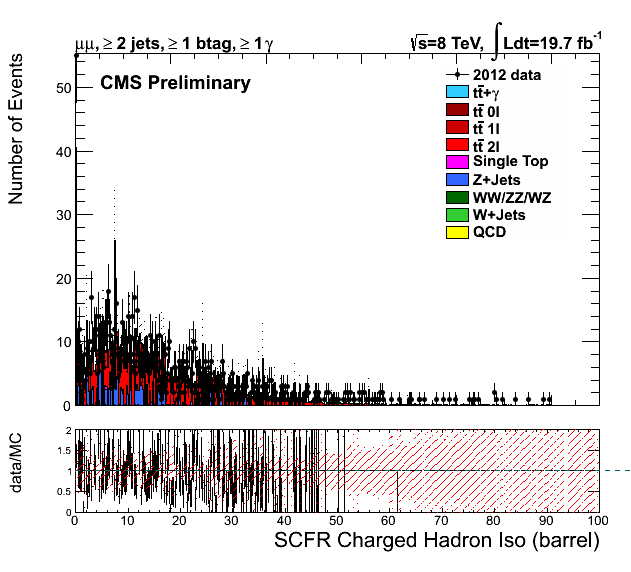 μμ, ≥ 2 jets, ≥ 1 btag, ≥ 1 γ
√s=8 TeV, ∫ Ldt=19.7 fb⁻¹
CMS Preliminary
2012 data
tt̄+γ
tt̄ 0l
tt̄ 1l
tt̄ 2l
Single Top
Z+Jets
WW/ZZ/WZ
W+Jets
QCD
Number of Events
50
40
30
20
10
0
data/MC
2
1.5
1
0.5
0
0 10 20 30 40 50 60 70 80 90 100
SCFR Charged Hadron Iso (barrel)